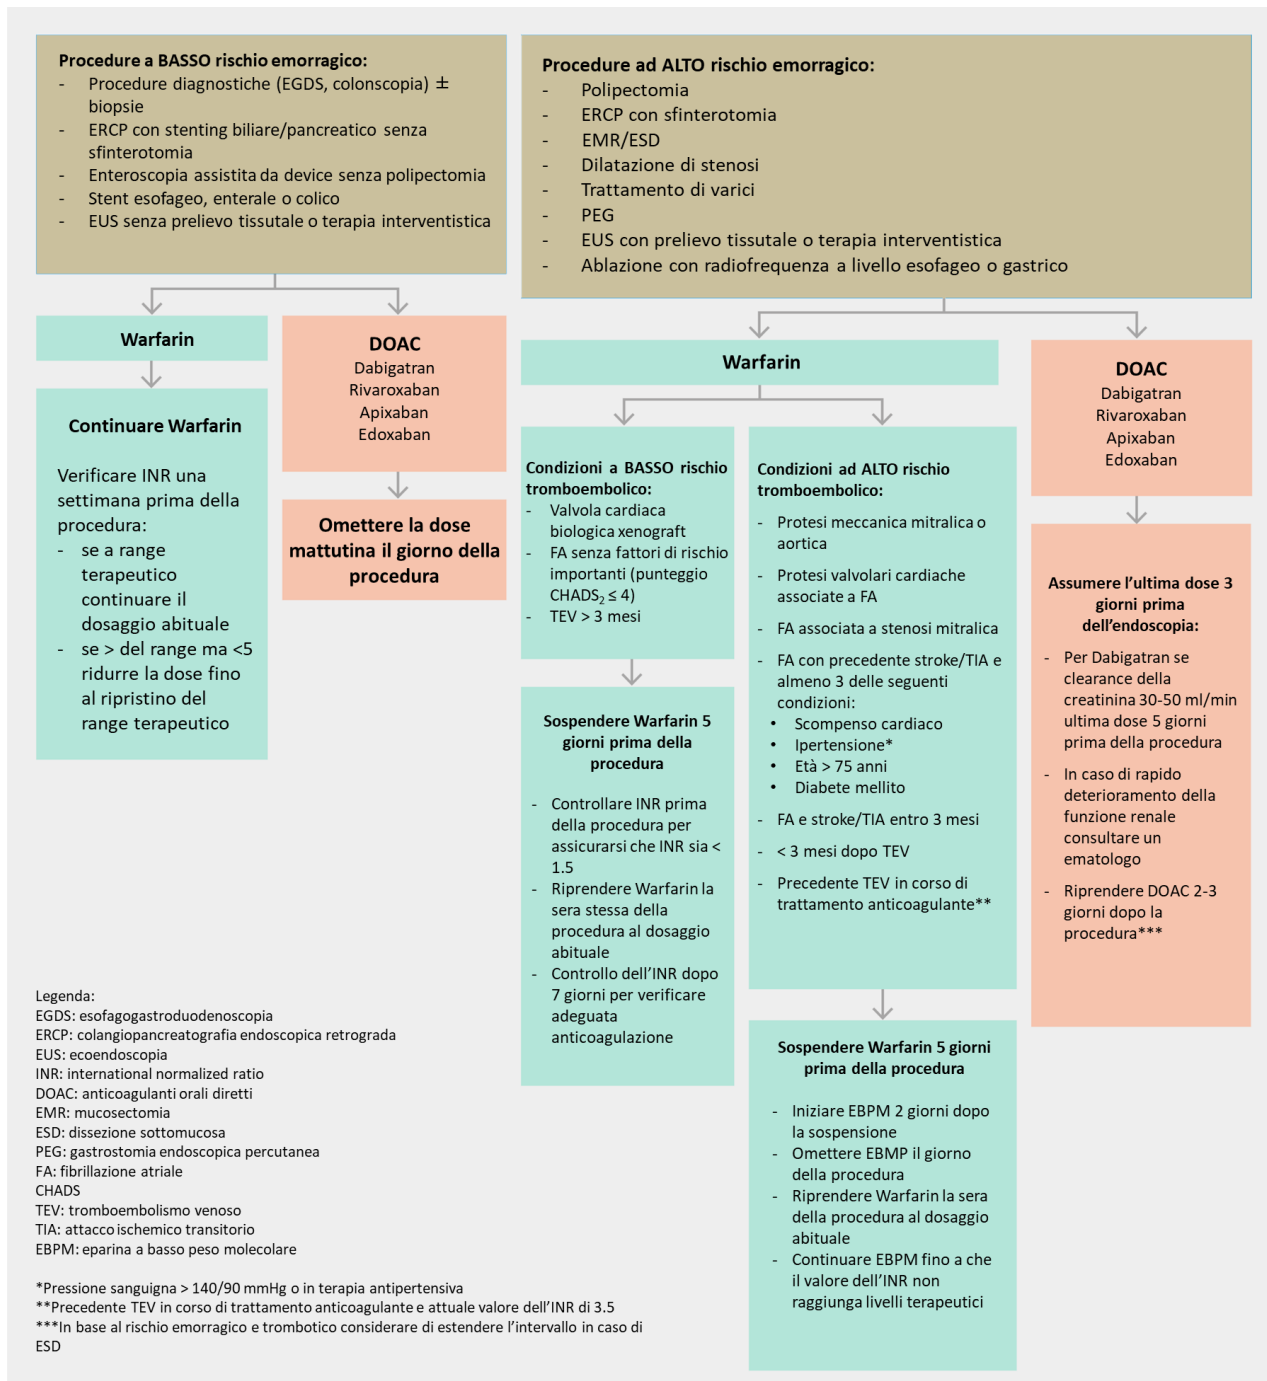 Procedure a BASSO rischio emorragico:
- Procedure diagnostiche (EGDS, colonscopia) ±
biopsie
- ERCP con stenting biliare/pancreatico senza
sfinterotomia
- Enteroscopia assistita da device senza polipectomia
- Stent esofageo, enterale o colico
- EUS senza prelievo tissutale o terapia interventistica
Procedure ad ALTO rischio emorragico:
- Polipectomia
- ERCP con sfinterotomia
- EMR/ESD
- Dilatazione di stenosi
- Trattamento di varici
- PEG
- EUS con prelievo tissutale o terapia interventistica
- Ablazione con radiofrequenza a livello esofageo o gastrico
Warfarin
Continuare Warfarin
Verificare INR una
settimana prima della
procedura:
- se a range
terapeutico
continuare il
dosaggio abituale
- se > del range ma <5
ridurre la dose fino
al ripristino del
range terapeutico
DOAC
Dabigatran
Rivaroxaban
Apixaban
Edoxaban
Omettere la dose
mattutina il giorno della
procedura
Warfarin
Condizioni a BASSO rischio
tromboembolico:
- Valvola cardiaca
biologica xenograft
- FA senza fattori di rischio
importanti (punteggio
CHADS2 ≤ 4)
- TEV > 3 mesi
Sospendere Warfarin 5
giorni prima della
procedura
- Controllare INR prima
della procedura per
assicurarsi che INR sia <
1.5
- Riprendere Warfarin la
sera stessa della
procedura al dosaggio
abituale
- Controllo dell'INR dopo
7 giorni per verificare
adeguata
anticoagulazione
Condizioni ad ALTO rischio
tromboembolico:
- Protesi meccanica mitralica o
aortica
- Protesi valvolari cardiache
associate a FA
- FA associata a stenosi mitralica
- FA con precedente stroke/TIA e
almeno 3 delle seguenti
condizioni:
• Scompenso cardiaco
• Ipertensione*
• Età > 75 anni
• Diabete mellito
- FA e stroke/TIA entro 3 mesi
- < 3 mesi dopo TEV
- Precedente TEV in corso di
trattamento anticoagulante**
Sospendere Warfarin 5 giorni
prima della procedura
- Iniziare EBPM 2 giorni dopo
la sospensione
- Omettere EBMP il giorno
della procedura
- Riprendere Warfarin la sera
della procedura al dosaggio
abituale
- Continuare EBPM fino a che
il valore dell'INR non
raggiunga livelli terapeutici
DOAC
Dabigatran
Rivaroxaban
Apixaban
Edoxaban
Assumere l'ultima dose 3
giorni prima
dell'endoscopia:
- Per Dabigatran se
clearance della
creatinina 30-50 ml/min
ultima dose 5 giorni
prima della procedura
- In caso di rapido
deterioramento della
funzione renale
consultare un
ematologo
- Riprendere DOAC 2-3
giorni dopo la
procedura***
Legenda:
EGDS: esofagogastroduodenoscopia
ERCP: colangiopancreatografia endoscopica retrograda
EUS: ecoendoscopia
INR: international normalized ratio
DOAC: anticoagulanti orali diretti
EMR: mucosectomia
ESD: dissezione sottomucosa
PEG: gastrostomia endoscopica percutanea
FA: fibrillazione atriale
CHADS
TEV: tromboembolismo venoso
TIA: attacco ischemico transitorio
EBPM: eparina a basso peso molecolare
*Pressione sanguigna > 140/90 mmHg o in terapia antipertensiva
**Precedente TEV in corso di trattamento anticoagulante e attuale valore dell'INR di 3.5
***In base al rischio emorragico e trombotico considerare di estendere l'intervallo in caso di
ESD